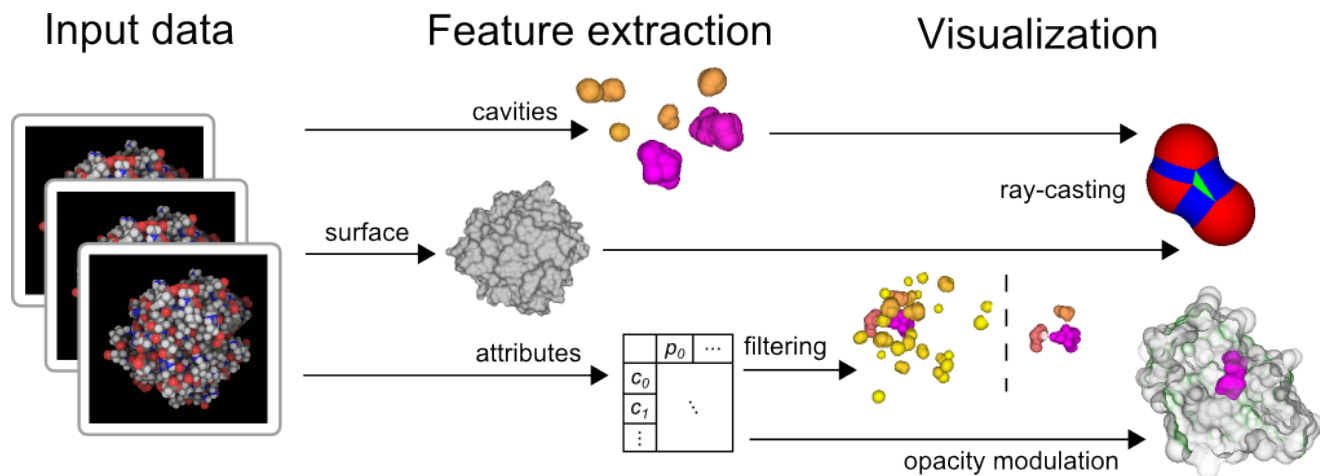 Input data
Feature extraction
Visualization
cavities
ray-casting
surface
attributes
p0 ⋯
c0
c1
⋮
⋱
filtering
opacity modulation